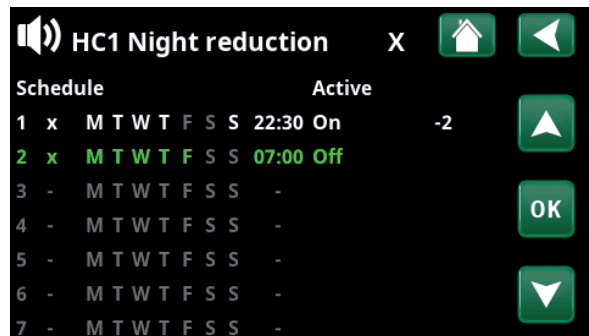 HC1 Night reduction X
Schedule Active
1 x M T W T F S S 22:30 On -2
2 x M T W T F S S 07:00 Off
3 - M T W T F S S -
4 - M T W T F S S -
OK
5 - M T W T F S S -
6 - M T W T F S S -
7 - M T W T F S S -